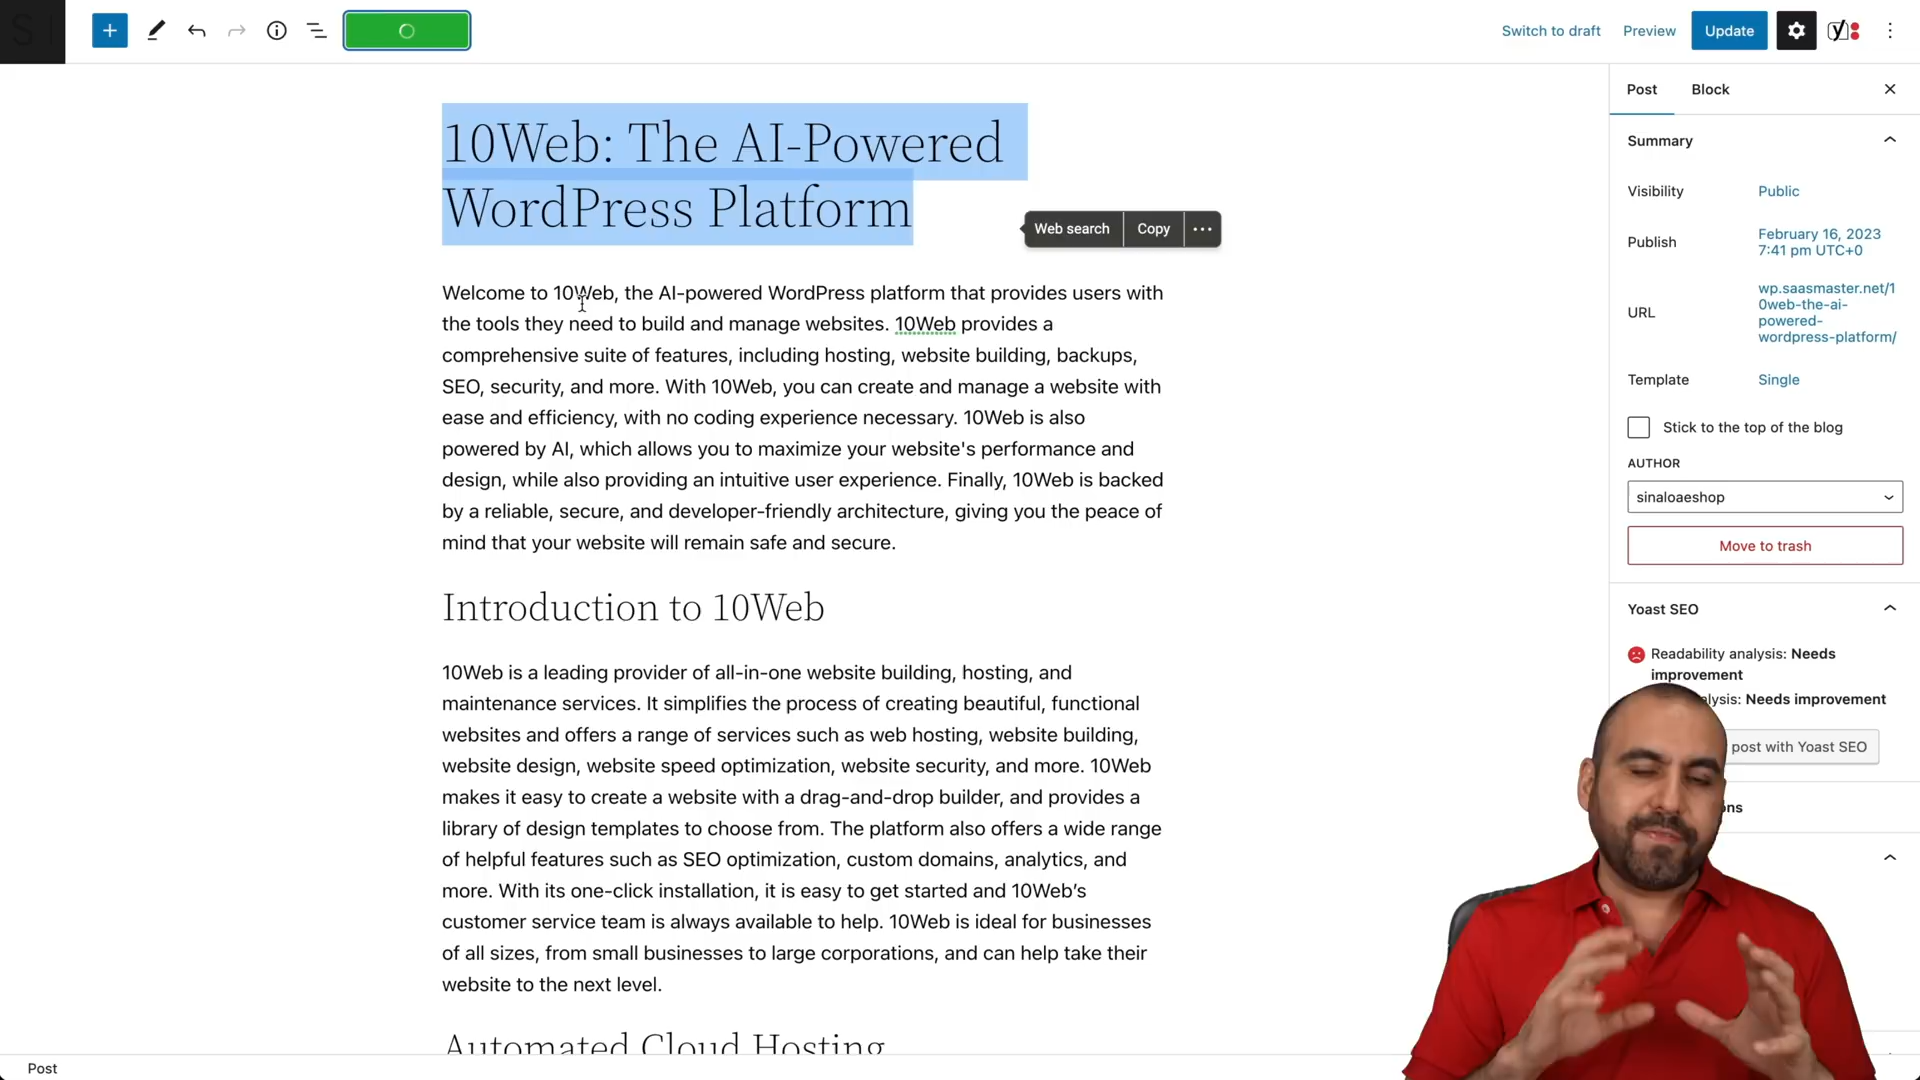 Switch to draft
Preview
Update
10Web: The AI-Powered
WordPress Platform
Web search
Copy
Welcome to 10Web, the AI-powered WordPress platform that provides users with
the tools they need to build and manage websites. 10Web provides a
comprehensive suite of features, including hosting, website building, backups,
SEO, security, and more. With 10Web, you can create and manage a website with
ease and efficiency, with no coding experience necessary. 10Web is also
powered by AI, which allows you to maximize your website's performance and
design, while also providing an intuitive user experience. Finally, 10Web is backed
by a reliable, secure, and developer-friendly architecture, giving you the peace of
mind that your website will remain safe and secure.
Introduction to 10Web
10Web is a leading provider of all-in-one website building, hosting, and
maintenance services. It simplifies the process of creating beautiful, functional
websites and offers a range of services such as web hosting, website building,
website design, website speed optimization, website security, and more. 10Web
makes it easy to create a website with a drag-and-drop builder, and provides a
library of design templates to choose from. The platform also offers a wide range
of helpful features such as SEO optimization, custom domains, analytics, and
more. With its one-click installation, it is easy to get started and 10Web’s
customer service team is always available to help. 10Web is ideal for businesses
of all sizes, from small businesses to large corporations, and can help take their
website to the next level.
Automated Cloud Hosting
Post
Post Block
Summary
Visibility Public
Publish February 16, 2023
7:41 pm UTC+0
URL wp.saasmaster.net/1
0web-the-ai-
powered-
wordpress-platform/
Template Single
Stick to the top of the blog
AUTHOR
sinaloaeshop
Move to trash
Yoast SEO
Readability analysis: Needs
improvement
Needs improvement
post with Yoast SEO